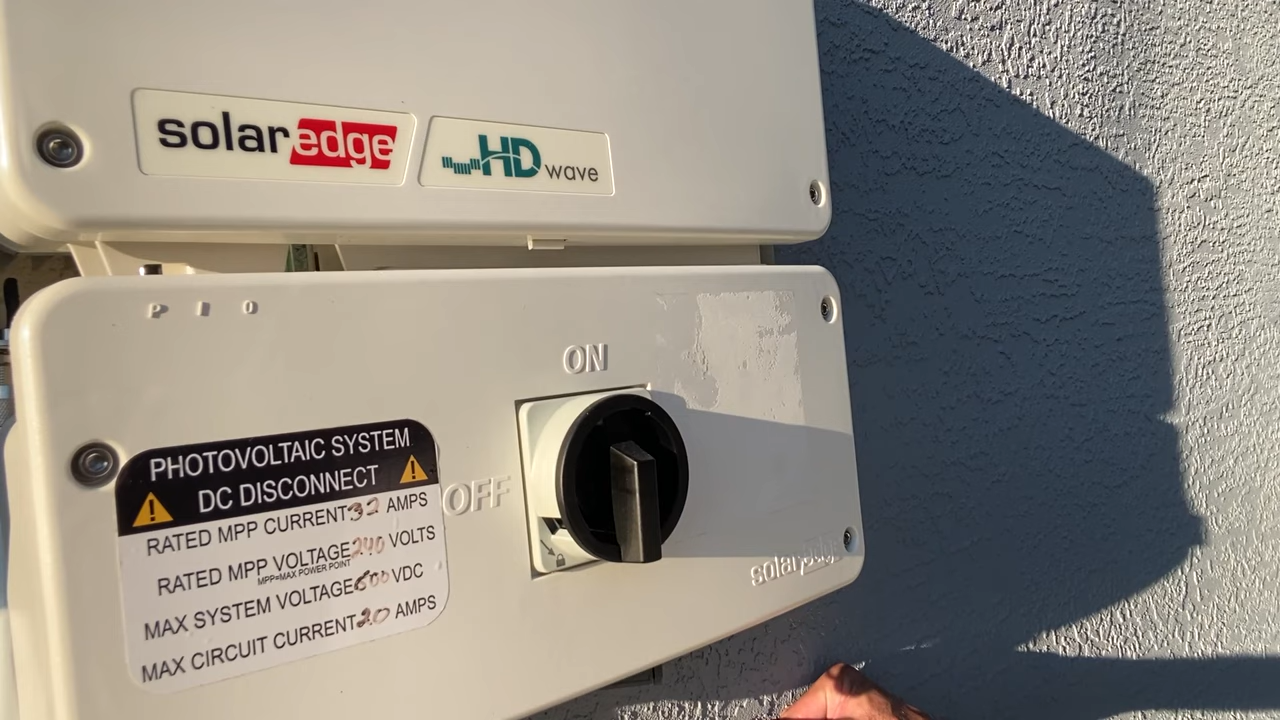 solaredge
HD wave
P I O
ON
PHOTOVOLTAIC SYSTEM
DC DISCONNECT
OFF
RATED MPP CURRENT 32 AMPS
RATED MPP VOLTAGE 240 VOLTS
MPP=MAX POWER POINT
MAX SYSTEM VOLTAGE 600 VDC
MAX CIRCUIT CURRENT 20 AMPS
solaredge